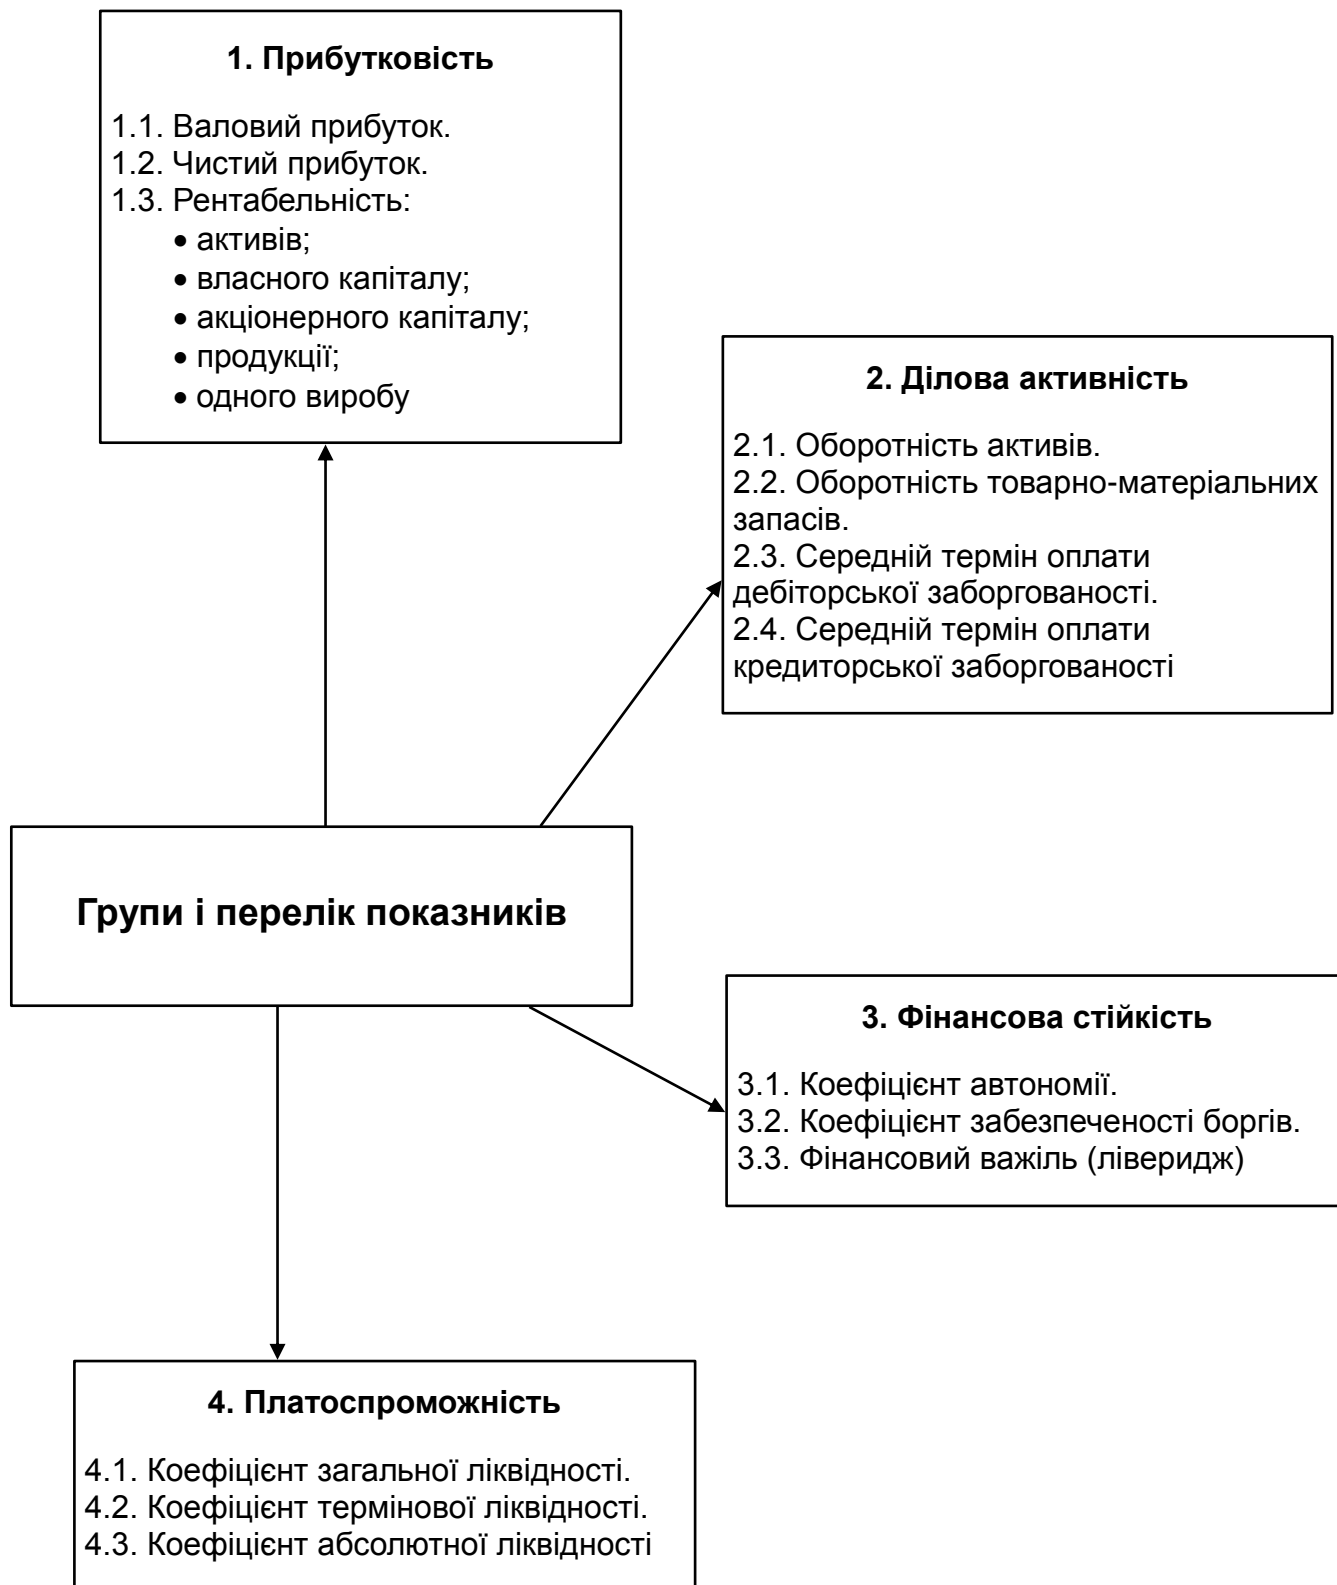 1. Прибутковість
1.1. Валовий прибуток.
1.2. Чистий прибуток.
1.3. Рентабельність:
• активів;
• власного капіталу;
• акціонерного капіталу;
• продукції;
• одного виробу
2. Ділова активність
2.1. Оборотність активів.
2.2. Оборотність товарно-матеріальних
запасів.
2.3. Середній термін оплати
дебіторської заборгованості.
2.4. Середній термін оплати
кредиторської заборгованості
Групи і перелік показників
3. Фінансова стійкість
3.1. Коефіцієнт автономії.
3.2. Коефіцієнт забезпеченості боргів.
3.3. Фінансовий важіль (ліверидж)
4. Платоспроможність
4.1. Коефіцієнт загальної ліквідності.
4.2. Коефіцієнт термінової ліквідності.
4.3. Коефіцієнт абсолютної ліквідності